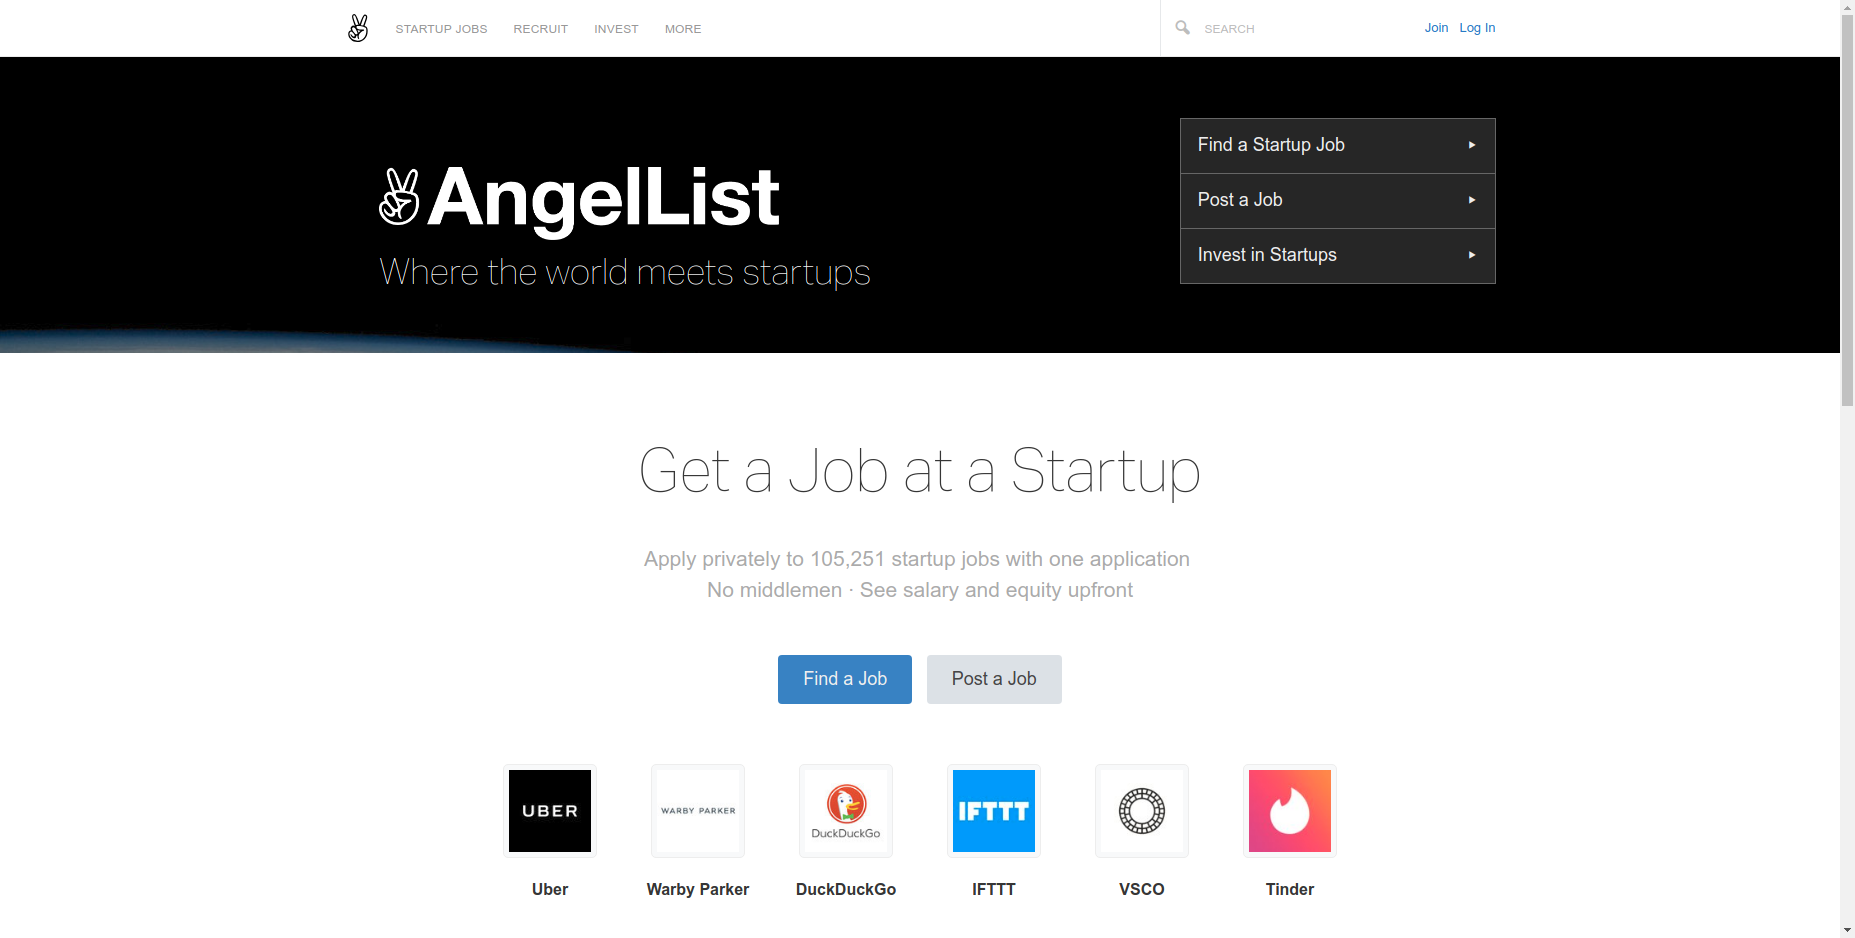 STARTUP JOBS RECRUIT INVEST MORE SEARCH Join Log In
AngelList
Where the world meets startups
Find a Startup Job
Post a Job
Invest in Startups
Get a Job at a Startup
Apply privately to 105,251 startup jobs with one application
No middlemen · See salary and equity upfront
Find a Job Post a Job
UBER WARBY PARKER DuckDuckGo IFTTT
Uber Warby Parker DuckDuckGo IFTTT VSCO Tinder